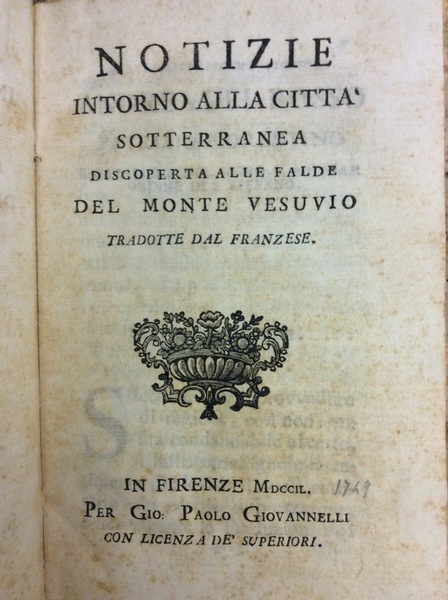 NOTIZIE
INTORNO ALLA CITTA'
SOTTERRANEA
DISCOPERTA ALLE FALDE
DEL MONTE VESUVIO
TRADOTTE DAL FRANZESE.
IN FIRENZE MDCCIL. 1749
PER GIO: PAOLO GIOVANNELLI
CON LICENZA DE' SUPERIORI.